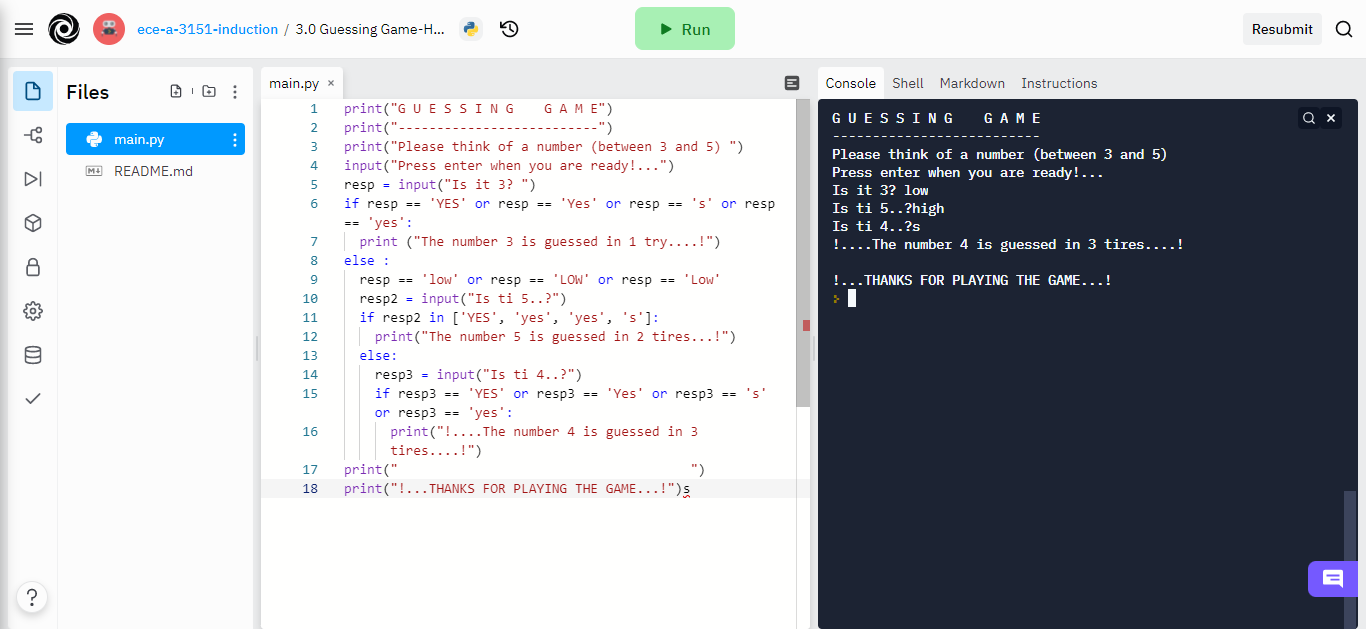 ece-a-3151-induction / 3.0 Guessing Game-H...
Run
Resubmit
Files
main.py
README.md
main.py ×
1 print("G U E S S I N G    G A M E")
2 print("--------------------------")
3 print("Please think of a number (between 3 and 5) ")
4 input("Press enter when you are ready!...")
5 resp = input("Is it 3? ")
6 if resp == 'YES' or resp == 'Yes' or resp == 's' or resp
== 'yes':
7 print ("The number 3 is guessed in 1 try....!")
8 else :
9 resp == 'low' or resp == 'LOW' or resp == 'Low'
10 resp2 = input("Is ti 5..?")
11 if resp2 in ['YES', 'yes', 'yes', 's']:
12 print("The number 5 is guessed in 2 tires...!")
13 else:
14 resp3 = input("Is ti 4..?")
15 if resp3 == 'YES' or resp3 == 'Yes' or resp3 == 's'
or resp3 == 'yes':
16 print("!....The number 4 is guessed in 3
tires....!")
17 print("                                      ")
18 print("!...THANKS FOR PLAYING THE GAME...!")s
Console Shell Markdown Instructions
G U E S S I N G    G A M E
--------------------------
Please think of a number (between 3 and 5)
Press enter when you are ready!...
Is it 3? low
Is ti 5..?high
Is ti 4..?s
!....The number 4 is guessed in 3 tires....!
!...THANKS FOR PLAYING THE GAME...!
>
?